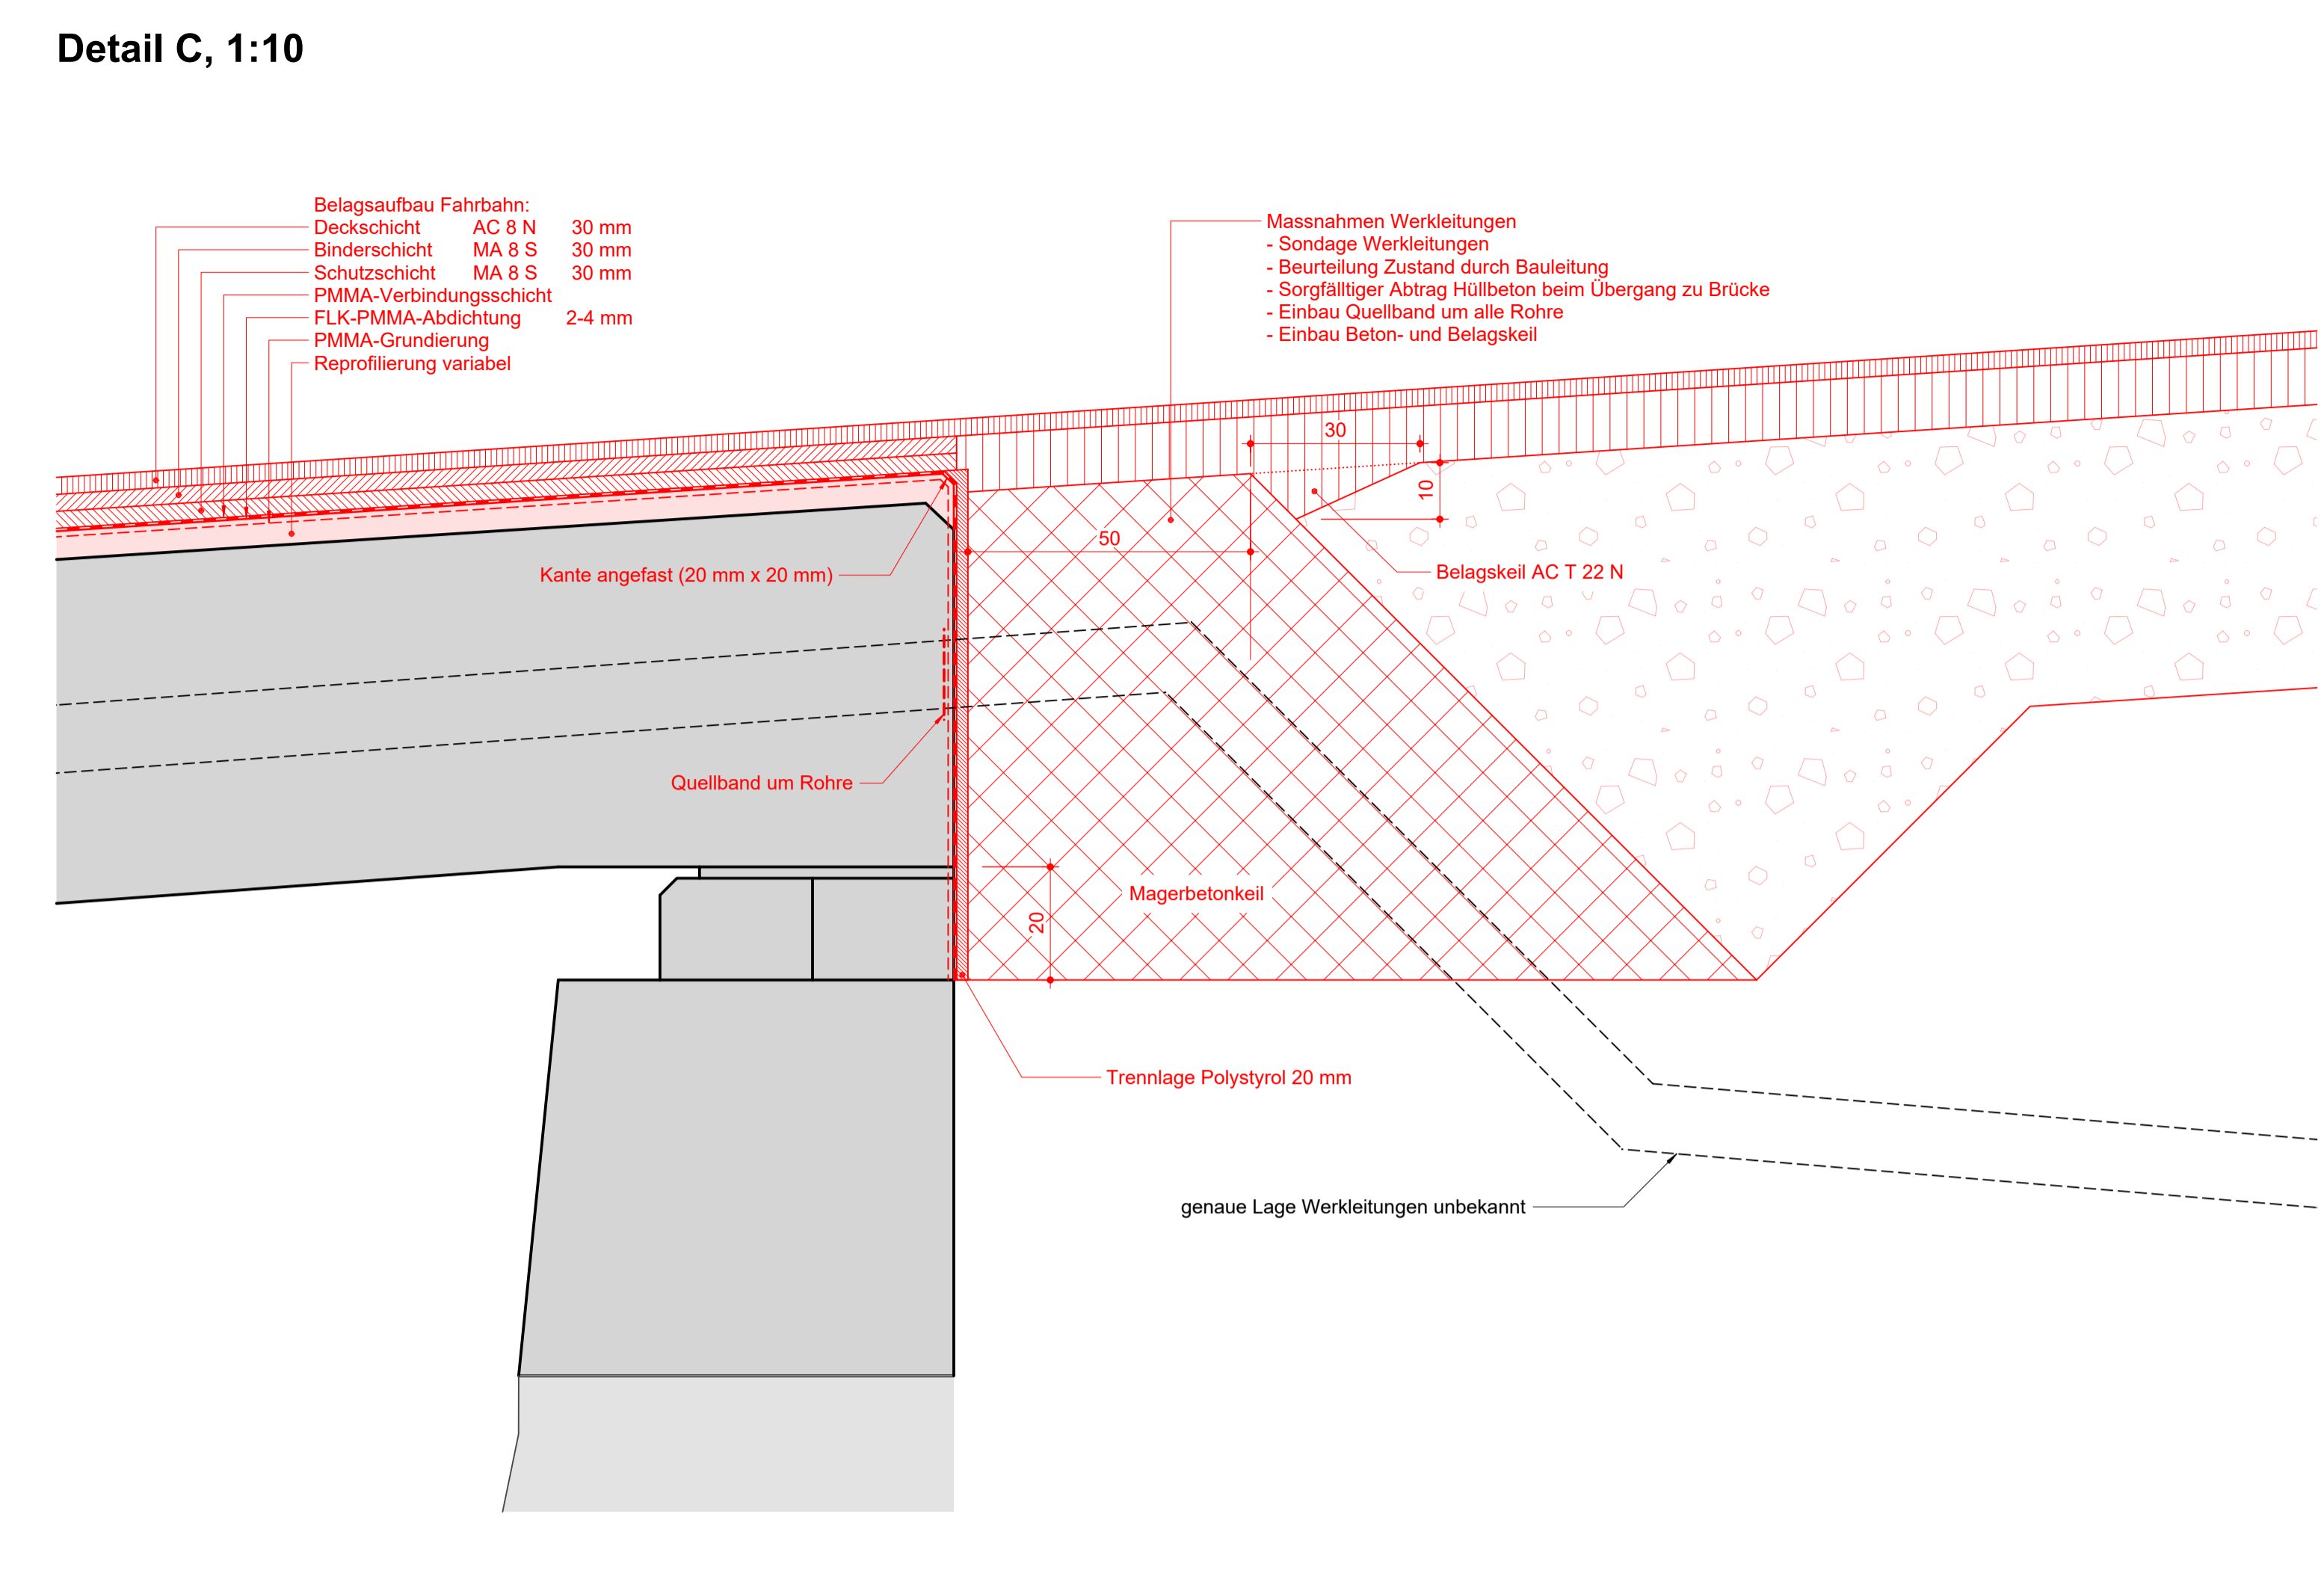 Detail C, 1:10
Belagsaufbau Fahrbahn:
Deckschicht AC 8 N 30 mm
Binderschicht MA 8 S 30 mm
Schutzschicht MA 8 S 30 mm
PMMA-Verbindungsschicht
FLK-PMMA-Abdichtung 2-4 mm
PMMA-Grundierung
Reprofilierung variabel
Massnahmen Werkleitungen
- Sondage Werkleitungen
- Beurteilung Zustand durch Bauleitung
- Sorgfälltiger Abtrag Hüllbeton beim Übergang zu Brücke
- Einbau Quellband um alle Rohre
- Einbau Beton- und Belagskeil
30
10
50
Kante angefast (20 mm x 20 mm)
Belagskeil AC T 22 N
Quellband um Rohre
Magerbetonkeil
20
Trennlage Polystyrol 20 mm
genaue Lage Werkleitungen unbekannt